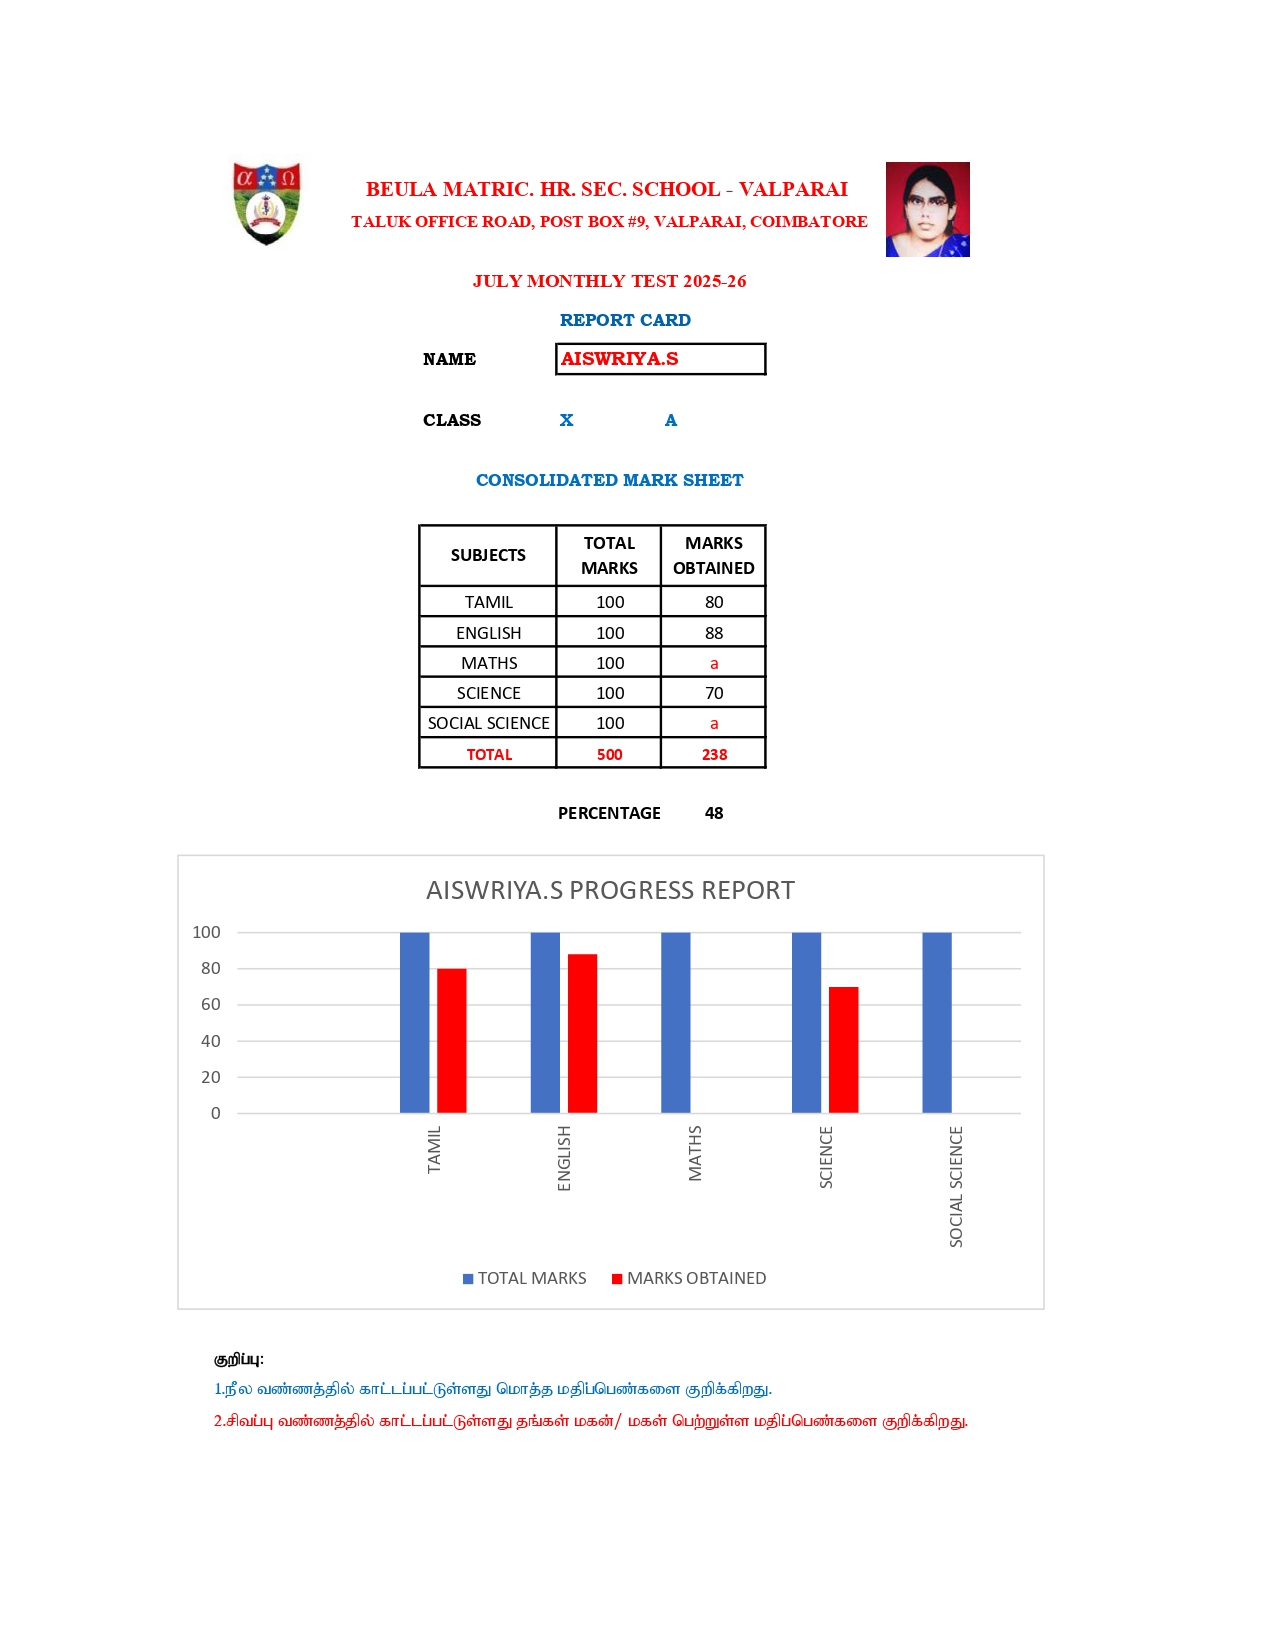 α Ω
BEULA MATRIC. HR. SEC. SCHOOL - VALPARAI
TALUK OFFICE ROAD, POST BOX #9, VALPARAI, COIMBATORE
JULY MONTHLY TEST 2025-26
REPORT CARD
NAME AISWRIYA.S
CLASS X A
CONSOLIDATED MARK SHEET
SUBJECTS TOTAL MARKS MARKS OBTAINED
TAMIL 100 80
ENGLISH 100 88
MATHS 100 a
SCIENCE 100 70
SOCIAL SCIENCE 100 a
TOTAL 500 238
PERCENTAGE 48
AISWRIYA.S PROGRESS REPORT
100
80
60
40
20
0
TAMIL
ENGLISH
MATHS
SCIENCE
SOCIAL SCIENCE
TOTAL MARKS MARKS OBTAINED
குறிப்பு:
1.நீல வண்ணத்தில் காட்டப்பட்டுள்ளது மொத்த மதிப்பெண்களை குறிக்கிறது.
2.சிவப்பு வண்ணத்தில் காட்டப்பட்டுள்ளது தங்கள் மகன்/ மகள் பெற்றுள்ள மதிப்பெண்களை குறிக்கிறது.